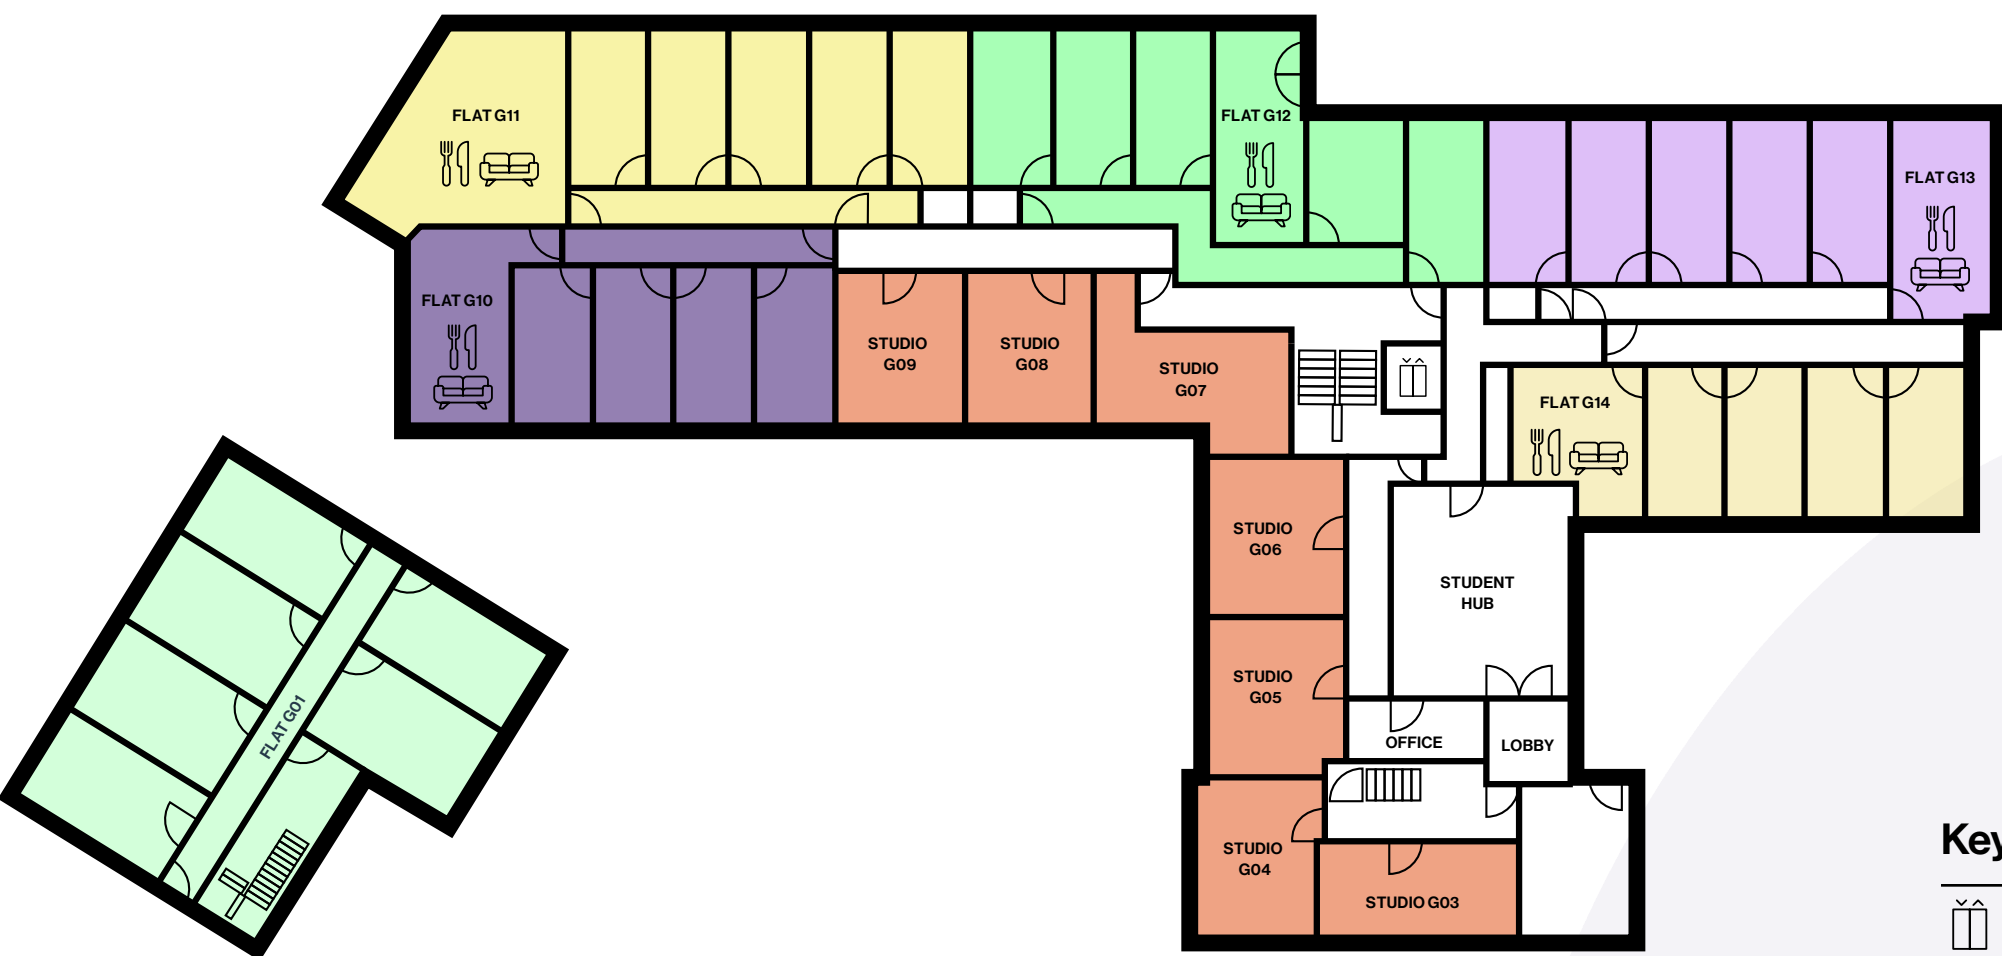 FLAT G11
FLAT G12
FLAT G13
FLAT G10
STUDIO
G09
STUDIO
G08
STUDIO
G07
FLAT G14
STUDIO
G06
STUDENT
HUB
STUDIO
G05
FLAT G01
OFFICE
LOBBY
STUDIO
G04
STUDIO G03
Key